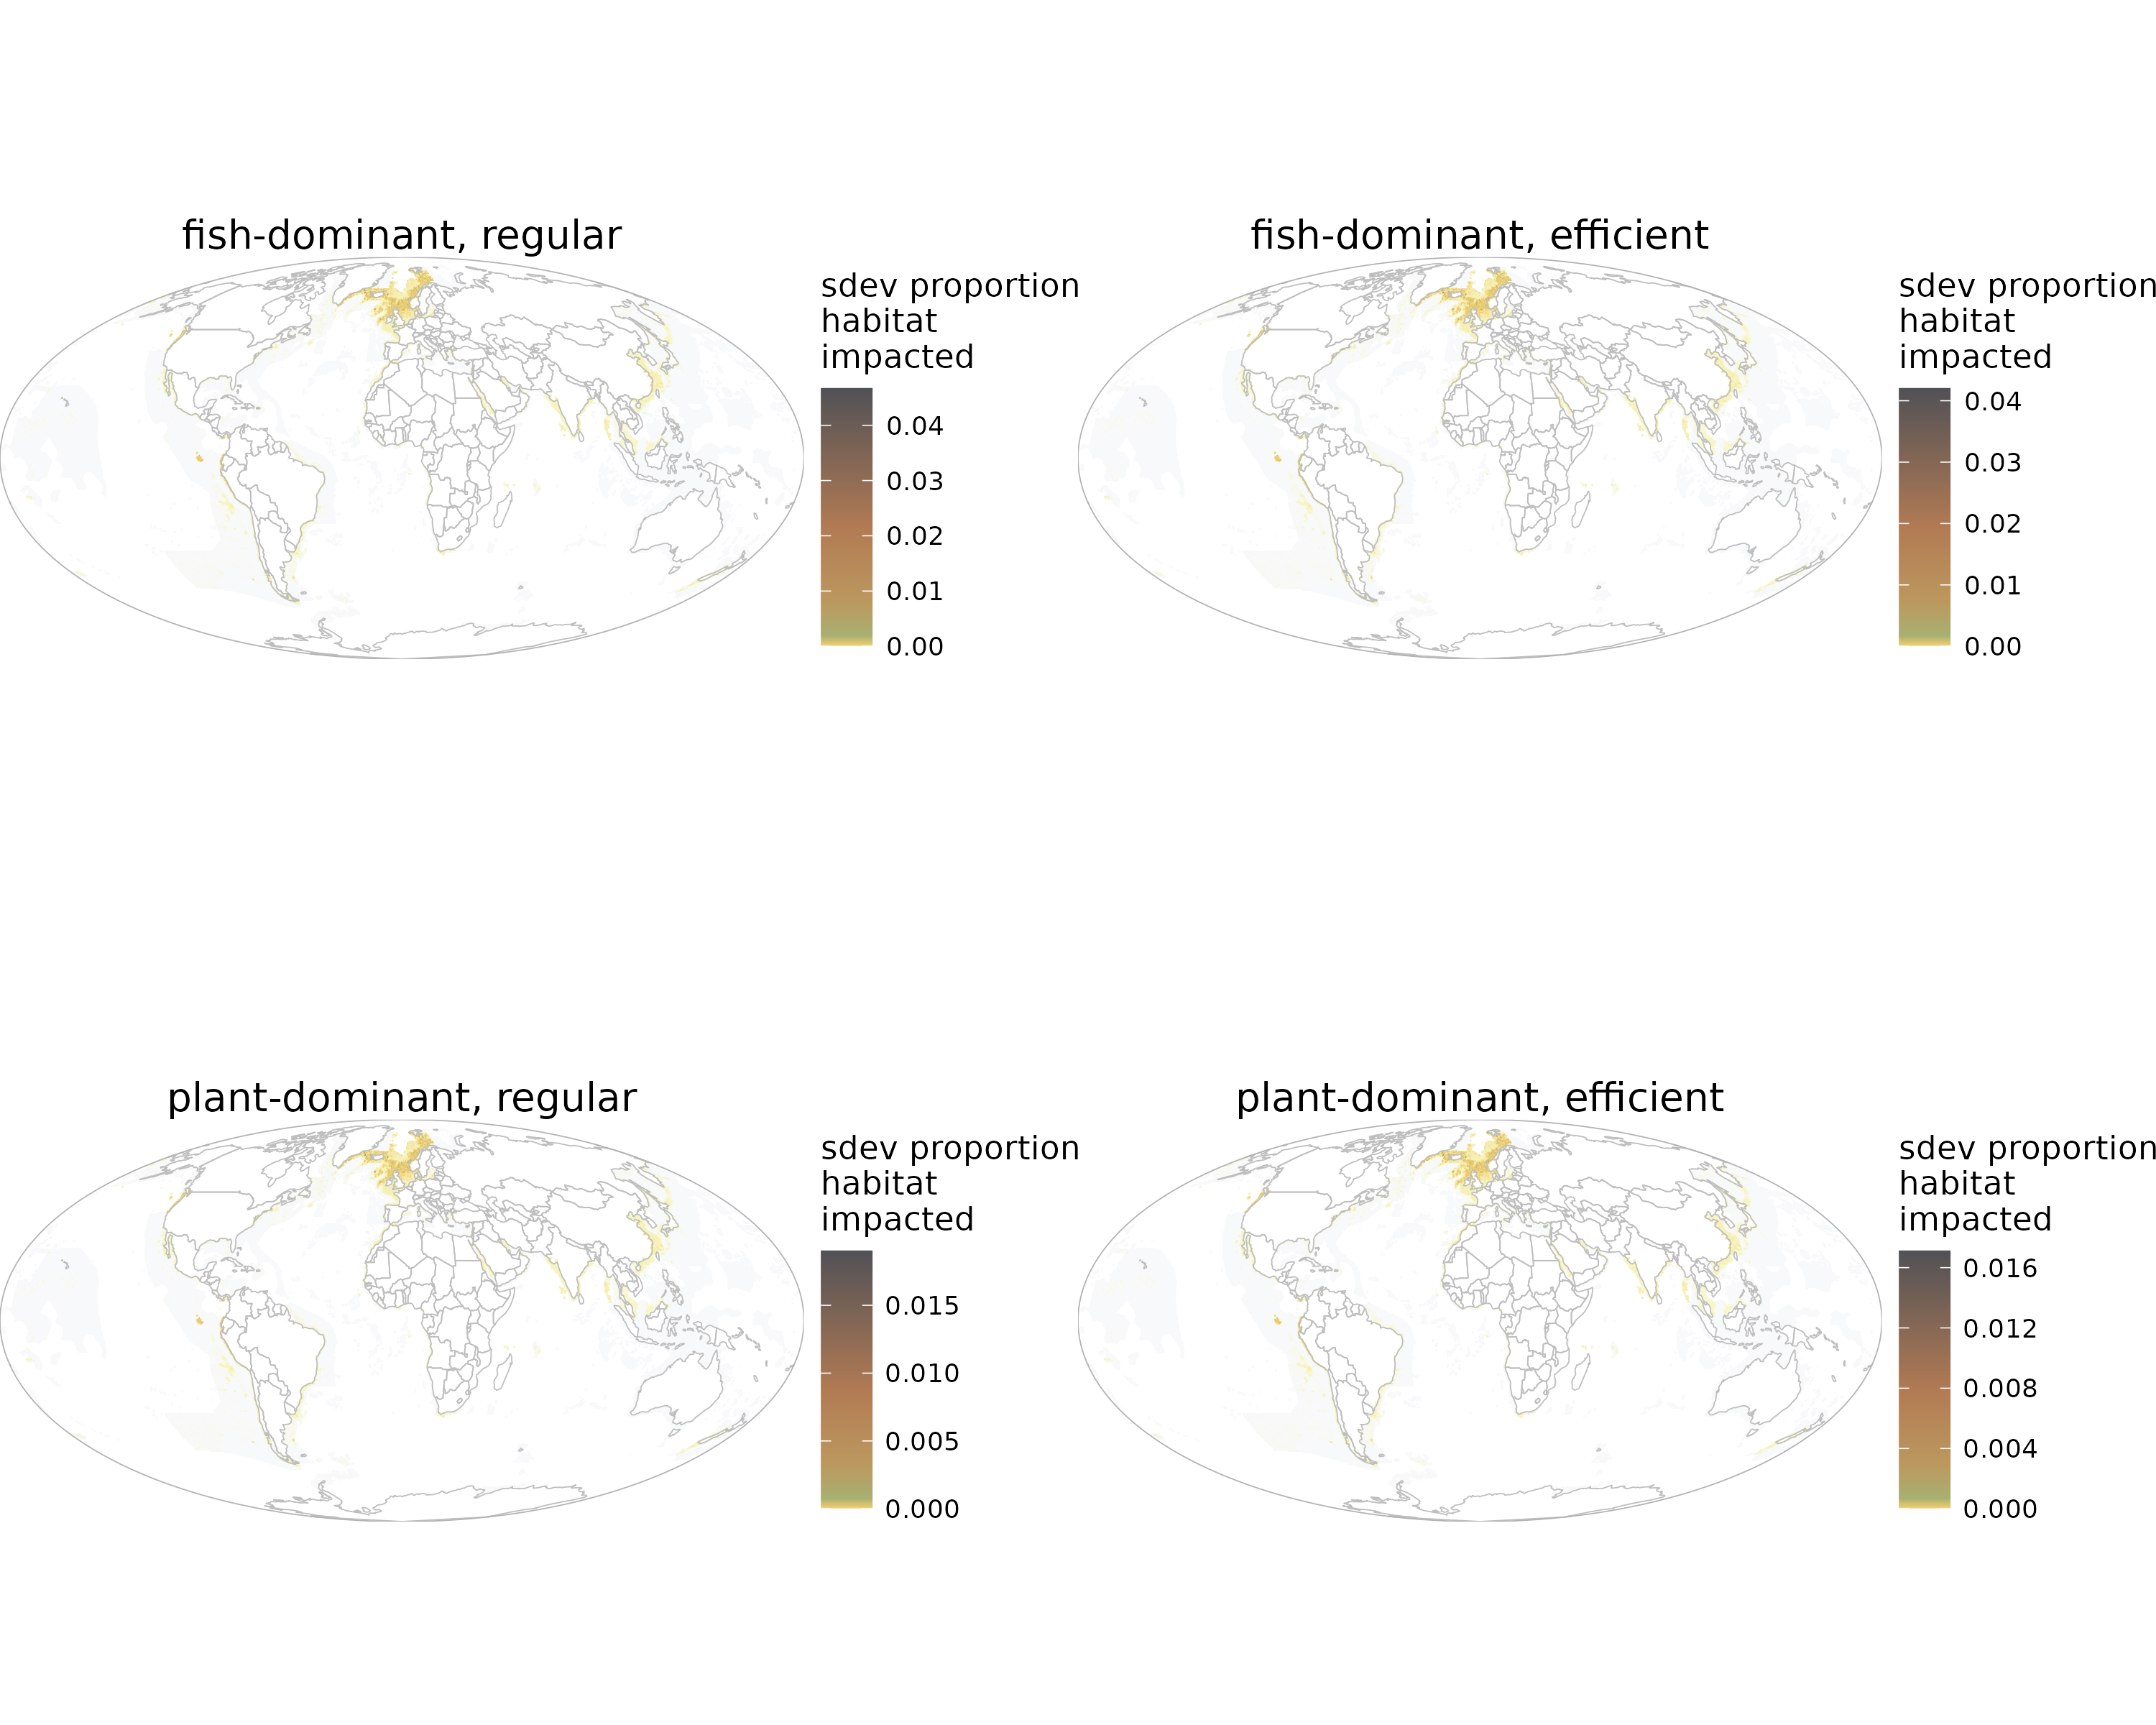 fish-dominant, regular
sdev proportion
habitat
impacted
0.04
0.03
0.02
0.01
0.00
fish-dominant, efficient
sdev proportion
habitat
impacted
0.04
0.03
0.02
0.01
0.00
plant-dominant, regular
sdev proportion
habitat
impacted
0.015
0.010
0.005
0.000
plant-dominant, efficient
sdev proportion
habitat
impacted
0.016
0.012
0.008
0.004
0.000